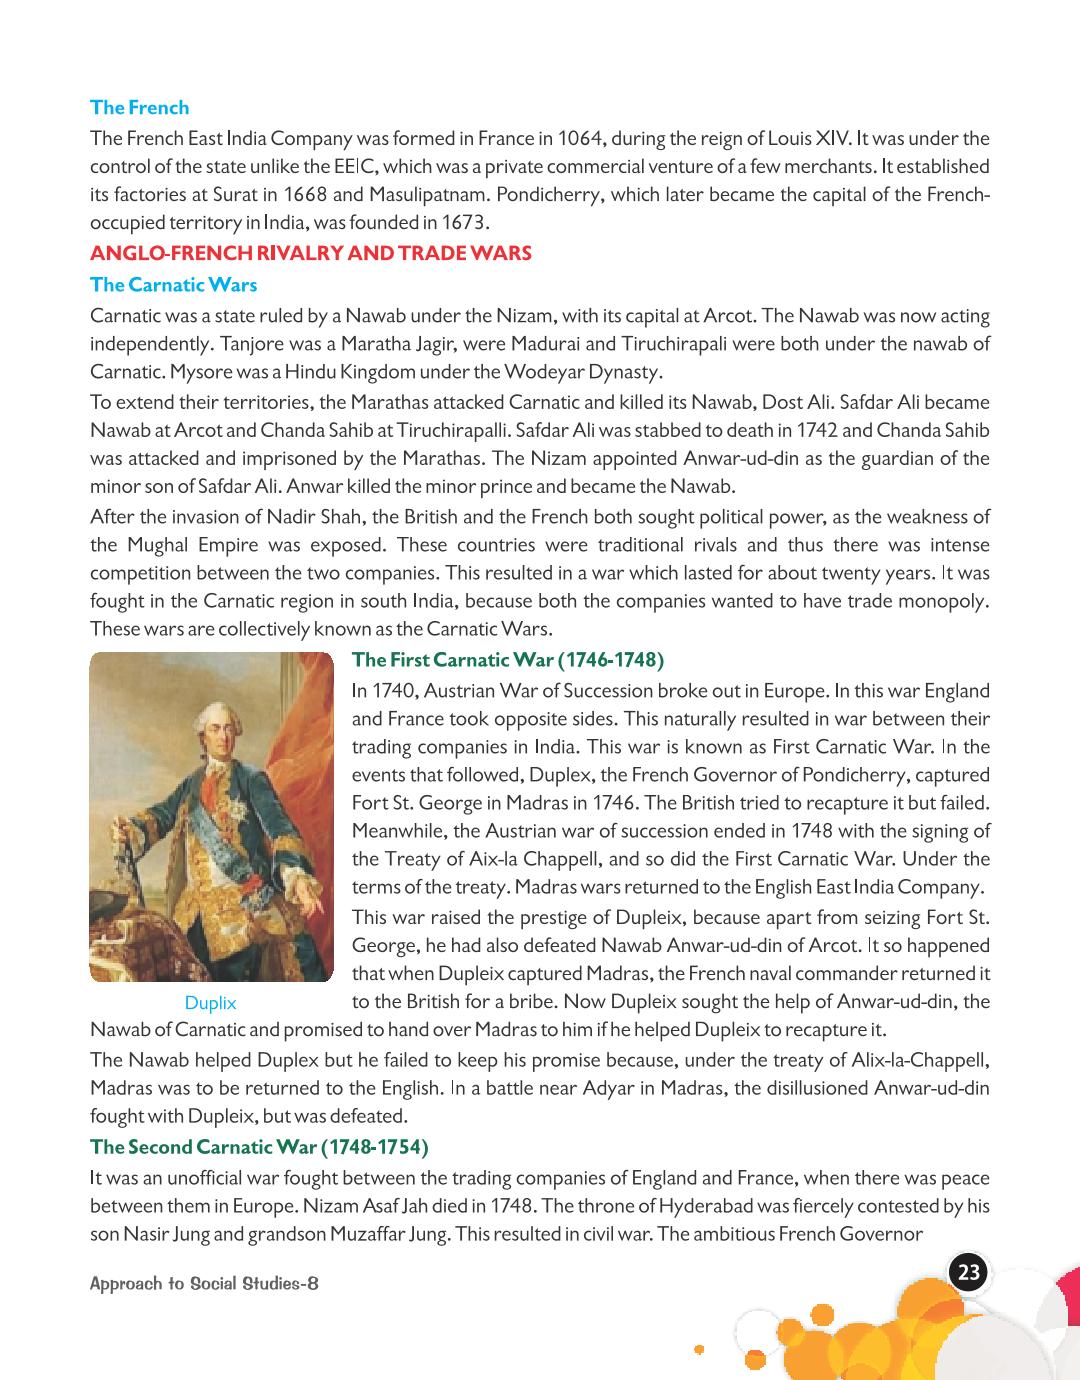 The French
The French East India Company was formed in France in 1064, during the reign of Louis XIV. It was under the
control of the state unlike the EEIC, which was a private commercial venture of a few merchants. It established
its factories at Surat in 1668 and Masulipatnam. Pondicherry, which later became the capital of the French-
occupied territory in India, was founded in 1673.
ANGLO-FRENCH RIVALRY AND TRADE WARS
The Carnatic Wars
Carnatic was a state ruled by a Nawab under the Nizam, with its capital at Arcot. The Nawab was now acting
independently. Tanjore was a Maratha Jagir, were Madurai and Tiruchirapali were both under the nawab of
Carnatic. Mysore was a Hindu Kingdom under the Wodeyar Dynasty.
To extend their territories, the Marathas attacked Carnatic and killed its Nawab, Dost Ali. Safdar Ali became
Nawab at Arcot and Chanda Sahib at Tiruchirapalli. Safdar Ali was stabbed to death in 1742 and Chanda Sahib
was attacked and imprisoned by the Marathas. The Nizam appointed Anwar-ud-din as the guardian of the
minor son of Safdar Ali. Anwar killed the minor prince and became the Nawab.
After the invasion of Nadir Shah, the British and the French both sought political power, as the weakness of
the Mughal Empire was exposed. These countries were traditional rivals and thus there was intense
competition between the two companies. This resulted in a war which lasted for about twenty years. It was
fought in the Carnatic region in south India, because both the companies wanted to have trade monopoly.
These wars are collectively known as the Carnatic Wars.
The First Carnatic War (1746-1748)
In 1740, Austrian War of Succession broke out in Europe. In this war England
and France took opposite sides. This naturally resulted in war between their
trading companies in India. This war is known as First Carnatic War. In the
events that followed, Duplex, the French Governor of Pondicherry, captured
Fort St. George in Madras in 1746. The British tried to recapture it but failed.
Meanwhile, the Austrian war of succession ended in 1748 with the signing of
the Treaty of Aix-la Chappell, and so did the First Carnatic War. Under the
terms of the treaty. Madras wars returned to the English East India Company.
This war raised the prestige of Dupleix, because apart from seizing Fort St.
George, he had also defeated Nawab Anwar-ud-din of Arcot. It so happened
that when Dupleix captured Madras, the French naval commander returned it
to the British for a bribe. Now Dupleix sought the help of Anwar-ud-din, the
Duplix
Nawab of Carnatic and promised to hand over Madras to him if he helped Dupleix to recapture it.
The Nawab helped Duplex but he failed to keep his promise because, under the treaty of Alix-la-Chappell,
Madras was to be returned to the English. In a battle near Adyar in Madras, the disillusioned Anwar-ud-din
fought with Dupleix, but was defeated.
The Second Carnatic War (1748-1754)
It was an unofficial war fought between the trading companies of England and France, when there was peace
between them in Europe. Nizam Asaf Jah died in 1748. The throne of Hyderabad was fiercely contested by his
son Nasir Jung and grandson Muzaffar Jung. This resulted in civil war. The ambitious French Governor
Approach to Social Studies-8
23